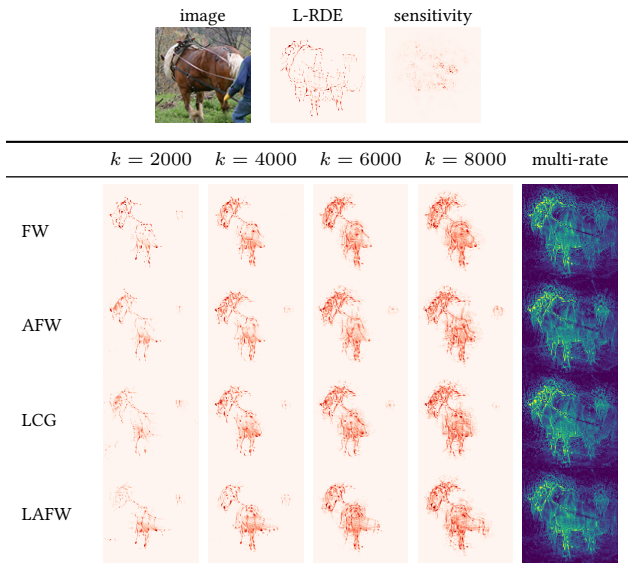 image L-RDE sensitivity
k = 2000 k = 4000 k = 6000 k = 8000 multi-rate
FW
AFW
LCG
LAFW